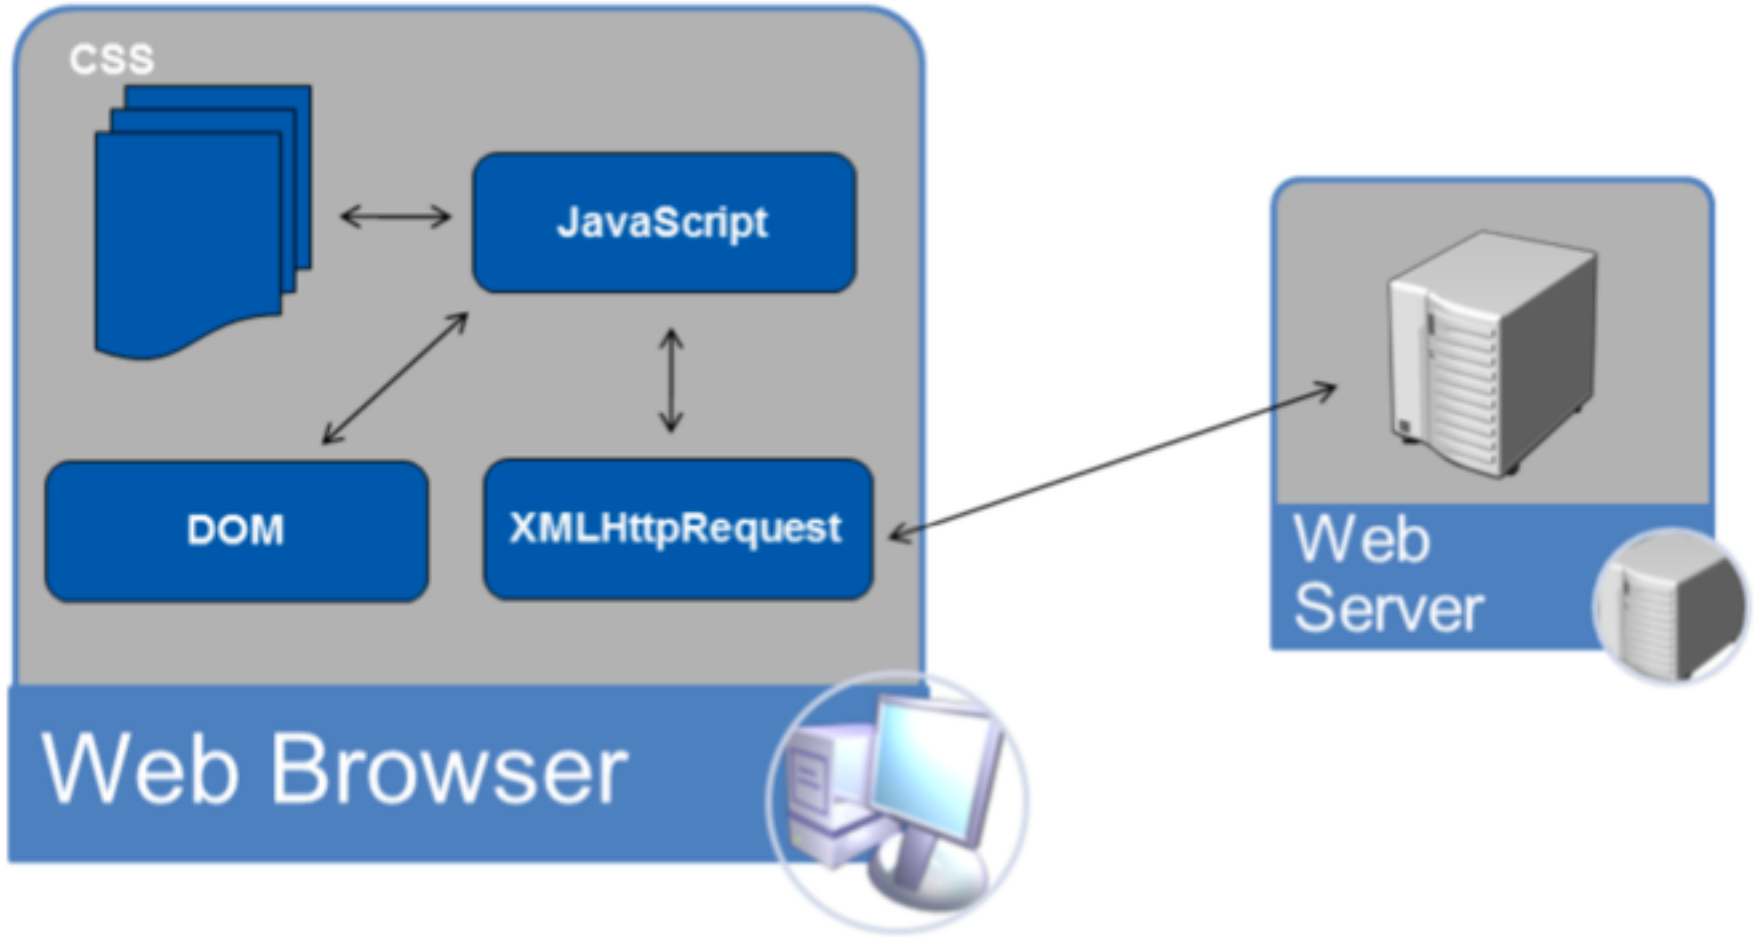 CSS
JavaScript
DOM
XMLHttpRequest
Web Browser
Web
Server